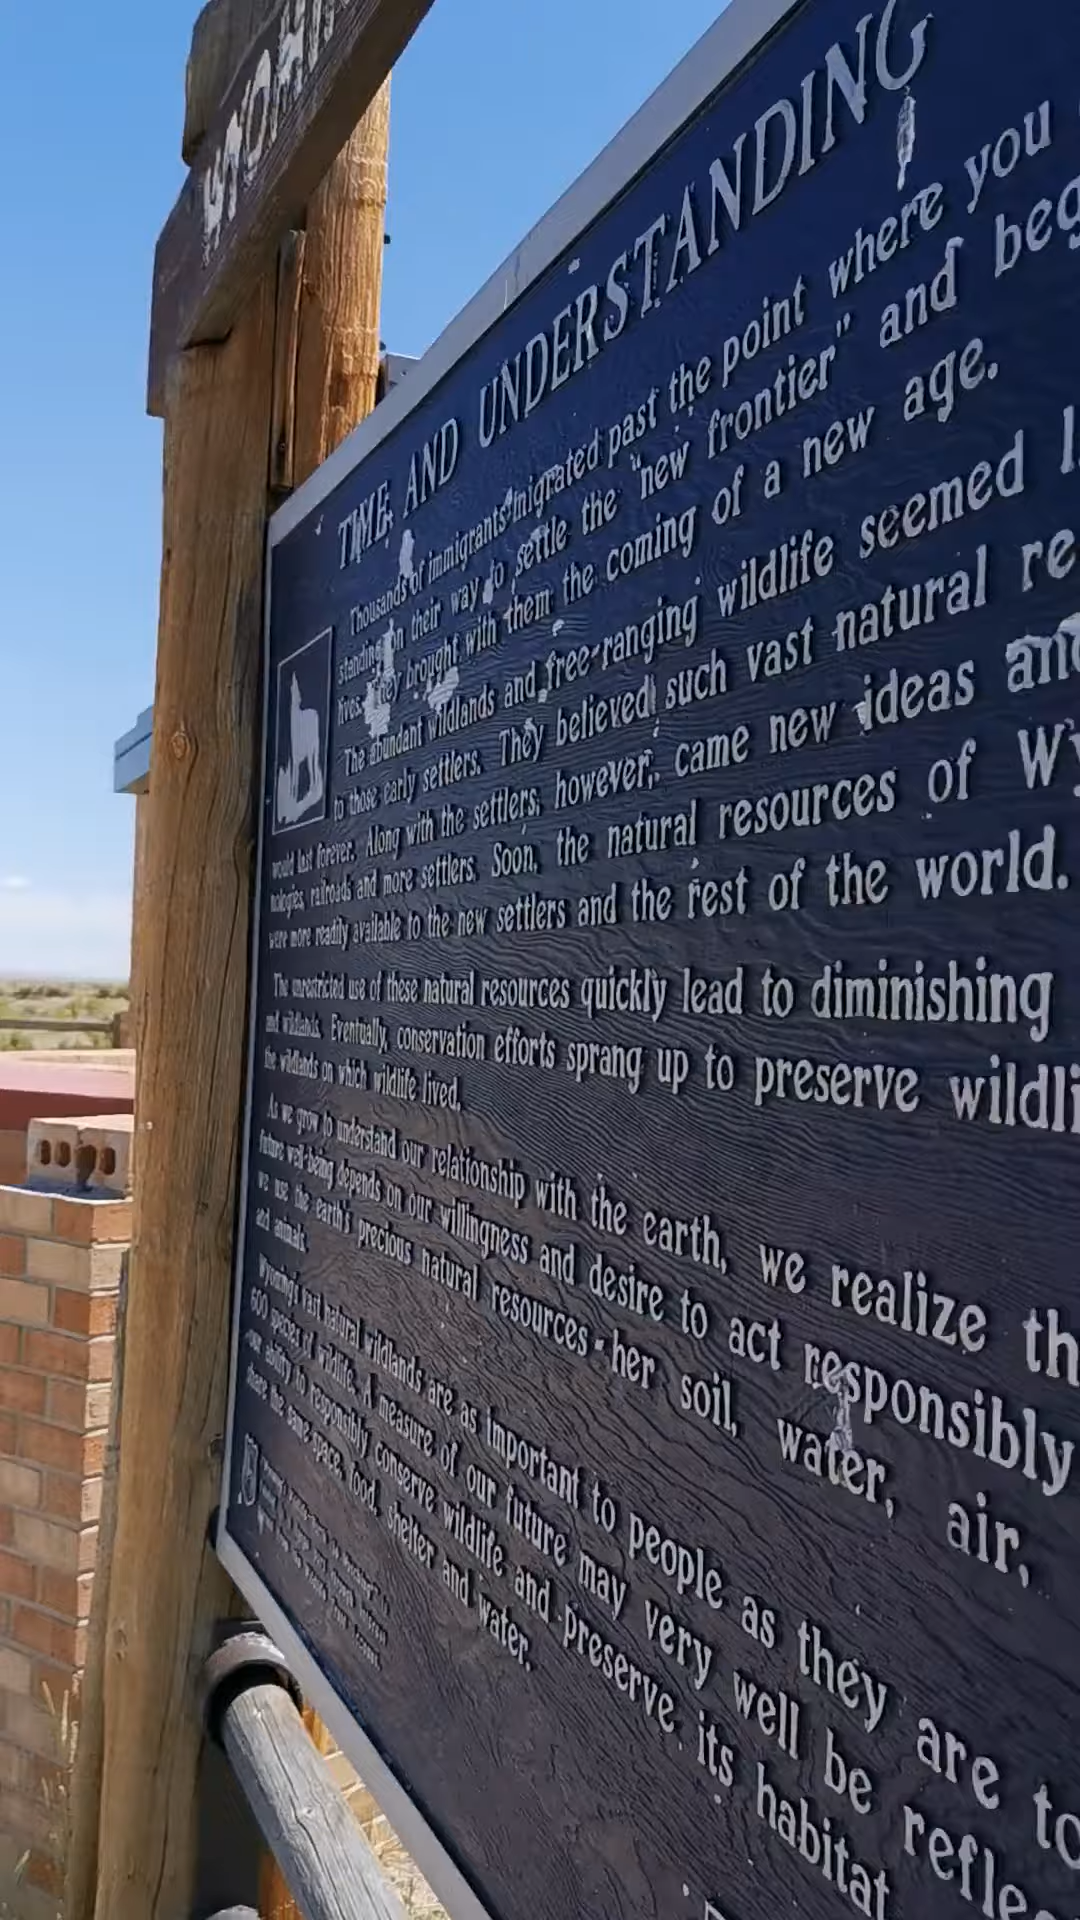 WYOMI
TIME AND UNDERSTANDING
Thousands of immigrants migrated past the point where you
standing on their way to settle the "new frontier" and beg
lives. They brought with them the coming of a new age.
The abundant wildlands and free-ranging wildlife seemed
to those early settlers. They believed such vast natural re
would last forever. Along with the settlers, however, came new ideas and
nologies, railroads and more settlers. Soon, the natural resources of Wy
were more readily available to the new settlers and the rest of the world.
The unrestricted use of these natural resources quickly lead to diminishing
and wildlands. Eventually, conservation efforts sprang up to preserve wildli
the wildlands on which wildlife lived.
As we grow to understand our relationship with the earth, we realize th
future well-being depends on our willingness and desire to act responsibly
we use the earth's precious natural resources - her soil, water, air,
and animals.
Wyoming's vast natural wildlands are as important to people as they are to
600 species of wildlife. A measure of our future may very well be refle
our ability to responsibly conserve wildlife and preserve its habitat
share the same space, food, shelter and water.